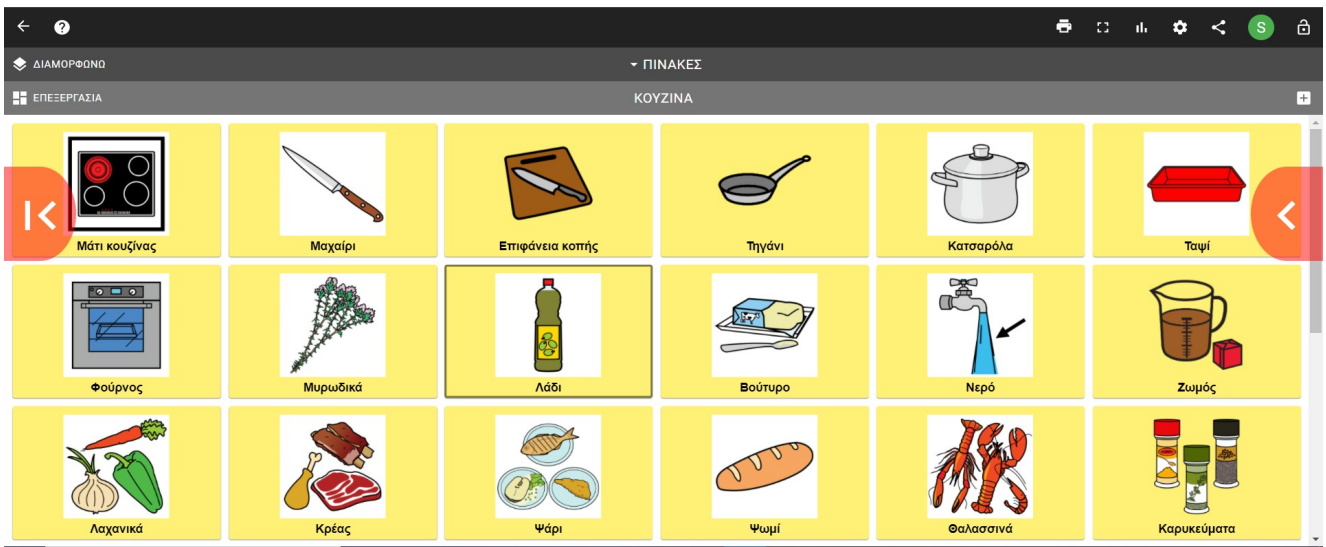 S
ΔΙΑΜΟΡΦΩΝΩ
ΠΙΝΑΚΕΣ
ΕΠΕΞΕΡΓΑΣΙΑ
ΚΟΥΖΙΝΑ
Μάτι κουζίνας
Μαχαίρι
Επιφάνεια κοπής
Τηγάνι
Κατσαρόλα
Ταψί
Φούρνος
Μυρωδικά
Λάδι
Βούτυρο
Νερό
Ζωμός
Λαχανικά
Κρέας
Ψάρι
Ψωμί
Θαλασσινά
Καρυκεύματα